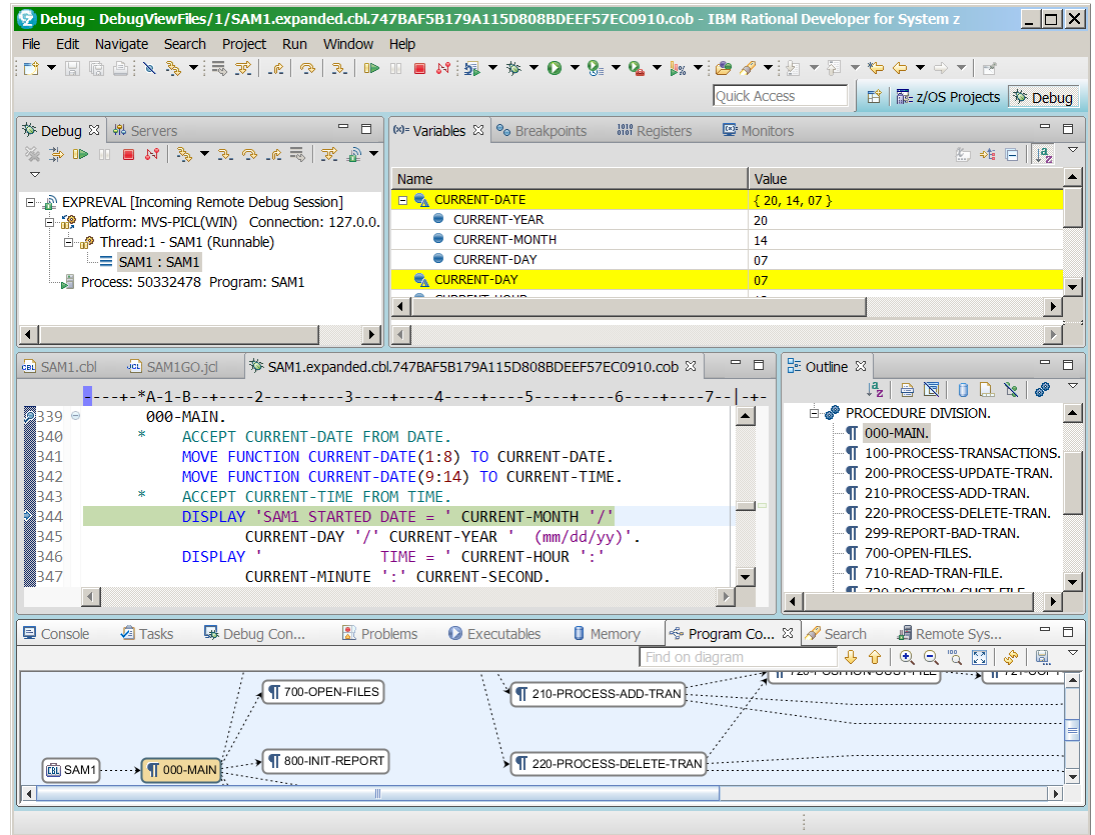 Debug - DebugViewFiles/1/SAM1.expanded.cbl.747BAF5B179A115D808BDEEF57EC0910.cob - IBM Rational Developer for System z
File Edit Navigate Search Project Run Window Help
Quick Access
z/OS Projects Debug
Debug Servers
Variables Breakpoints Registers Monitors
Name Value
EXPREVAL [Incoming Remote Debug Session]
Platform: MVS-PICL(WIN) Connection: 127.0.0.
Thread:1 - SAM1 (Runnable)
SAM1 : SAM1
Process: 50332478 Program: SAM1
CURRENT-DATE { 20, 14, 07 }
CURRENT-YEAR 20
CURRENT-MONTH 14
CURRENT-DAY 07
CURRENT-DAY 07
SAM1.cbl SAM1GO.jcl SAM1.expanded.cbl.747BAF5B179A115D808BDEEF57EC0910.cob
----+-*A-1-B--+----2----+----3----+----4----+----5----+----6----+----7--|-+-
339 000-MAIN.
340 * ACCEPT CURRENT-DATE FROM DATE.
341 MOVE FUNCTION CURRENT-DATE(1:8) TO CURRENT-DATE.
342 MOVE FUNCTION CURRENT-DATE(9:14) TO CURRENT-TIME.
343 * ACCEPT CURRENT-TIME FROM TIME.
344 DISPLAY 'SAM1 STARTED DATE = ' CURRENT-MONTH '/'
345 CURRENT-DAY '/' CURRENT-YEAR ' (mm/dd/yy)'.
346 DISPLAY ' TIME = ' CURRENT-HOUR ':'
347 CURRENT-MINUTE ':' CURRENT-SECOND.
Outline
PROCEDURE DIVISION.
000-MAIN.
100-PROCESS-TRANSACTIONS.
200-PROCESS-UPDATE-TRAN.
210-PROCESS-ADD-TRAN.
220-PROCESS-DELETE-TRAN.
299-REPORT-BAD-TRAN.
700-OPEN-FILES.
710-READ-TRAN-FILE.
Console Tasks Debug Con... Problems Executables Memory Program Co... Search Remote Sys...
Find on diagram
700-OPEN-FILES
210-PROCESS-ADD-TRAN
SAM1
000-MAIN
800-INIT-REPORT
220-PROCESS-DELETE-TRAN